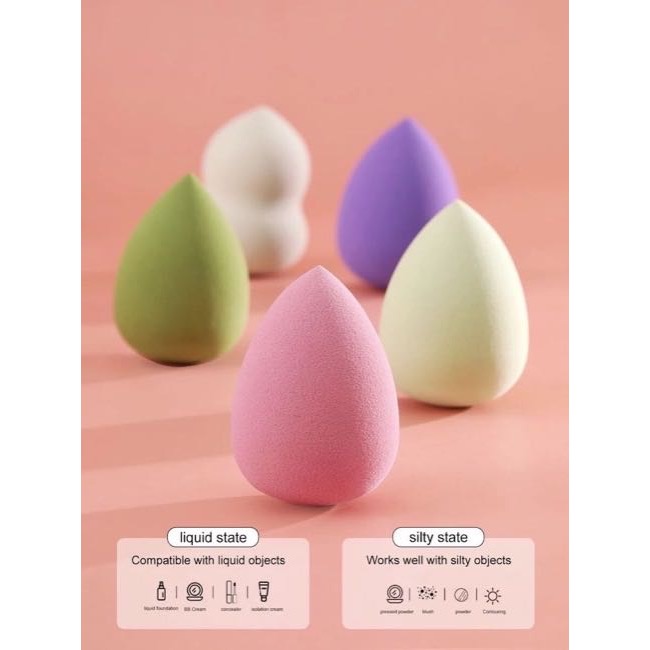 liquid state
Compatible with liquid objects
liquid foundation
BB Cream
concealer
isolation cream
silty state
Works well with silty objects
pressed powder
blush
powder
Contouring